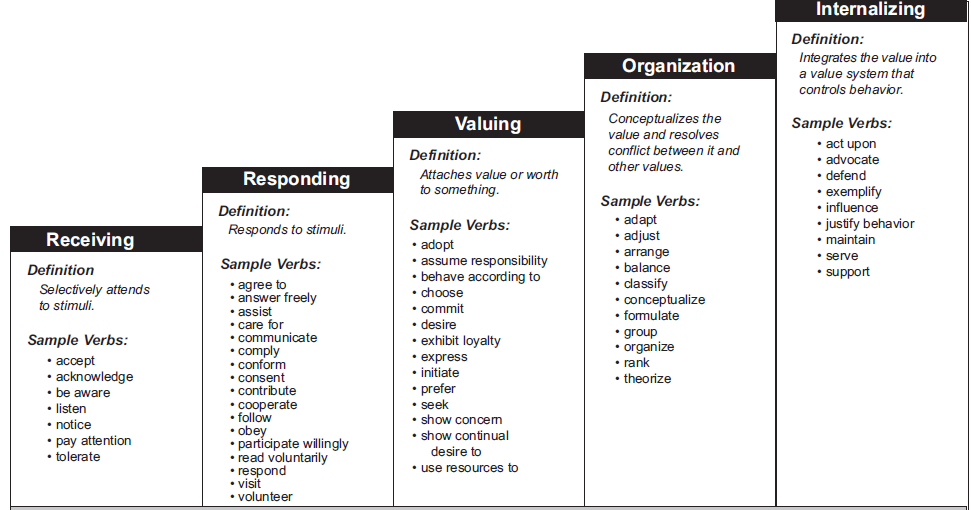 Receiving
Definition
Selectively attends
to stimuli.
Sample Verbs:
• accept
• acknowledge
• be aware
• listen
• notice
• pay attention
• tolerate
Responding
Definition:
Responds to stimuli.
Sample Verbs:
• agree to
• answer freely
• assist
• care for
• communicate
• comply
• conform
• consent
• contribute
• cooperate
• follow
• obey
• participate willingly
• read voluntarily
• respond
• visit
• volunteer
Valuing
Definition:
Attaches value or worth
to something.
Sample Verbs:
• adopt
• assume responsibility
• behave according to
• choose
• commit
• desire
• exhibit loyalty
• express
• initiate
• prefer
• seek
• show concern
• show continual
desire to
• use resources to
Organization
Definition:
Conceptualizes the
value and resolves
conflict between it and
other values.
Sample Verbs:
• adapt
• adjust
• arrange
• balance
• classify
• conceptualize
• formulate
• group
• organize
• rank
• theorize
Internalizing
Definition:
Integrates the value into
a value system that
controls behavior.
Sample Verbs:
• act upon
• advocate
• defend
• exemplify
• influence
• justify behavior
• maintain
• serve
• support